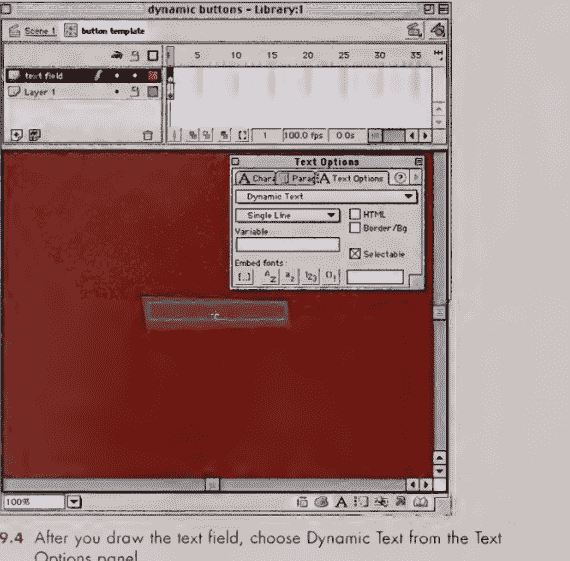 dynamic buttons - Library:1
Scene 1 button template
5 10 15 20 25 30 35
text field
Layer 1
1 100.0 fps 0.0s
Text Options
A Chara Parag A Text Options ?
Dynamic Text
Single Line HTML
Border/Bg
Variable
Selectable
Embed fonts:
100%
9.4 After you draw the text field, choose Dynamic Text from the Text
Options panel